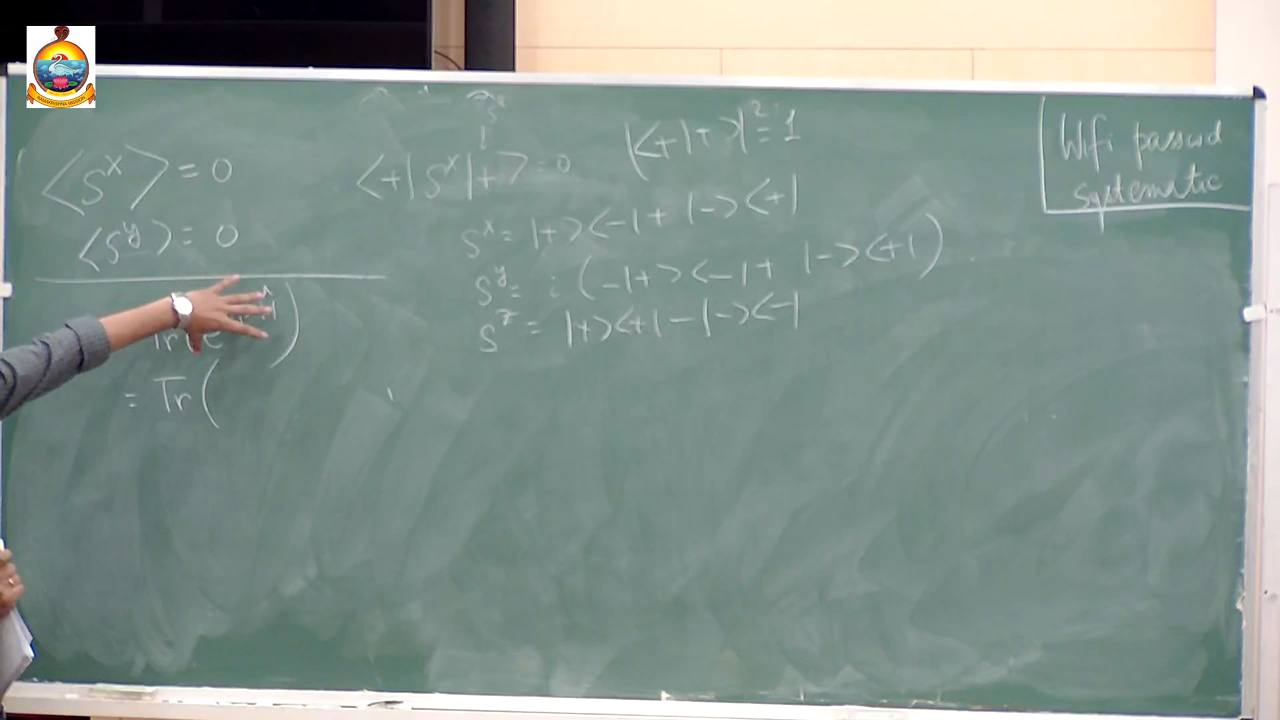 ⟨S^x⟩ = 0
⟨S^y⟩ = 0
Tr(e
= Tr(
⟨+|S^x|+⟩ = 0
|⟨+|+⟩|^2 = 1
S^x = |+⟩⟨-| + |-⟩⟨+|
S^y = i(-|+⟩⟨-| + |-⟩⟨+|)
S^z = |+⟩⟨+| - |-⟩⟨-|
Wifi passwd
systematic